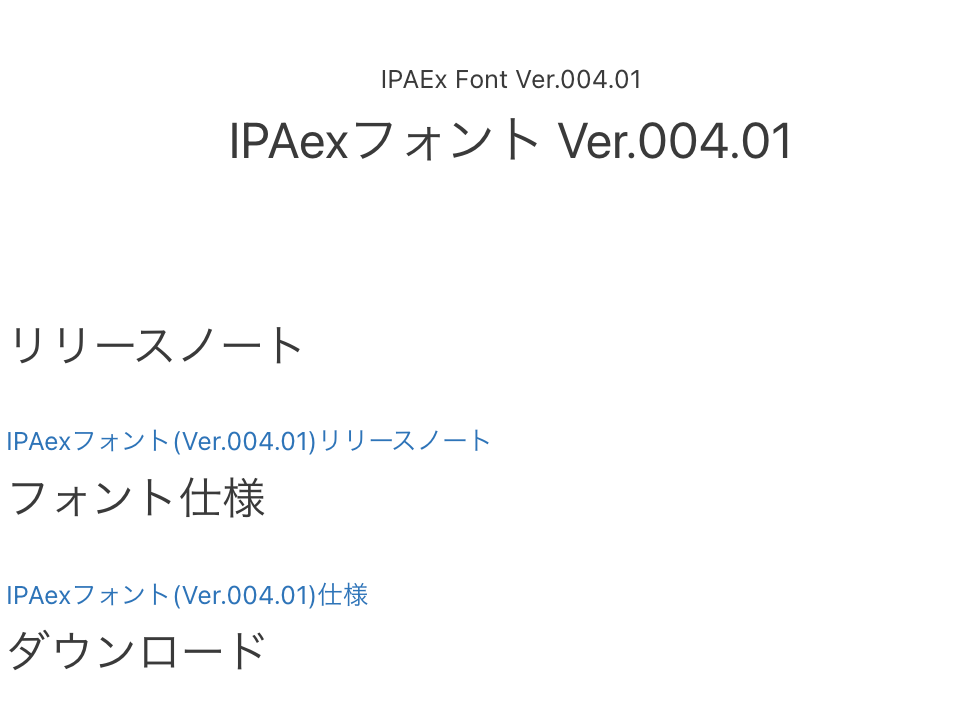 IPAEx Font Ver.004.01
IPAexフォント Ver.004.01
リリースノート
IPAexフォント(Ver.004.01)リリースノート
フォント仕様
IPAexフォント(Ver.004.01)仕様
ダウンロード